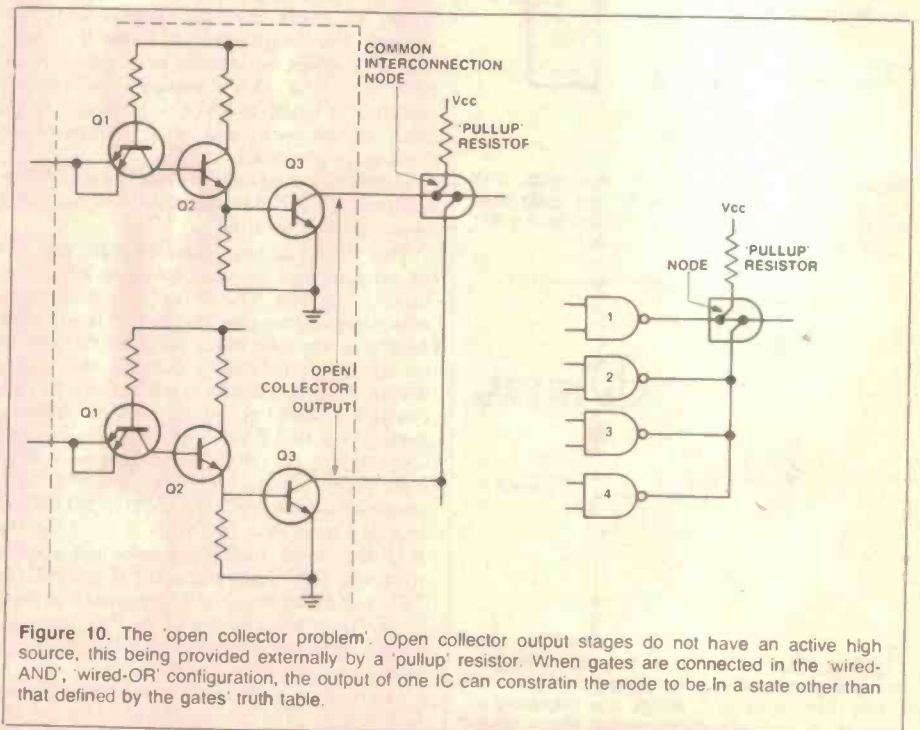 COMMON
INTERCONNECTION
NODE
Vcc
'PULLUP'
RESISTOF
Q1
Q2
Q3
OPEN
COLLECTOR
OUTPUT
Q1
Q2
Q3
Vcc
'PULLUP'
RESISTOR
NODE
1
2
3
4
Figure 10. The 'open collector problem'. Open collector output stages do not have an active high
source, this being provided externally by a 'pullup' resistor. When gates are connected in the 'wired-
AND', 'wired-OR' configuration, the output of one IC can constratin the node to be.In a state other than
that defined by the gates' truth table.